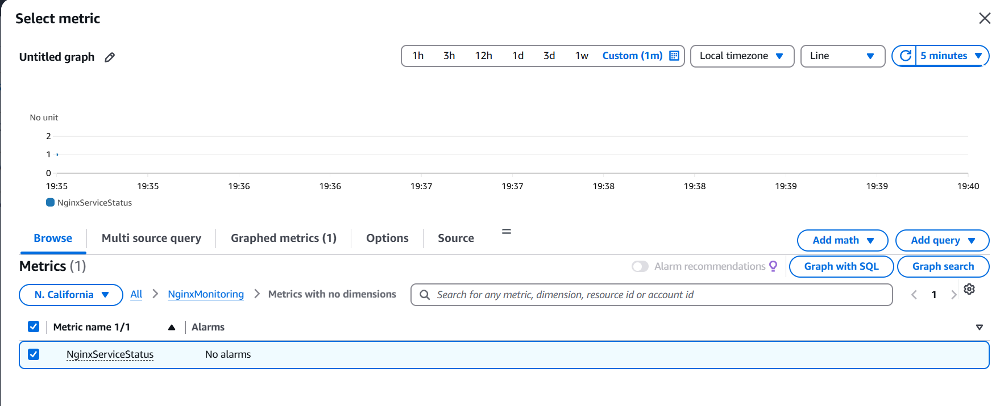 Select metric
Untitled graph
1h 3h 12h 1d 3d 1w Custom (1m) Local timezone Line 5 minutes
No unit
2
1
0
19:35 19:35 19:36 19:36 19:37 19:37 19:38 19:38 19:39 19:39 19:40
NginxServiceStatus
Browse Multi source query Graphed metrics (1) Options Source Add math Add query
Metrics (1) Alarm recommendations Graph with SQL Graph search
N. California All NginxMonitoring Metrics with no dimensions Search for any metric, dimension, resource id or account id 1
Metric name 1/1 Alarms
NginxServiceStatus No alarms